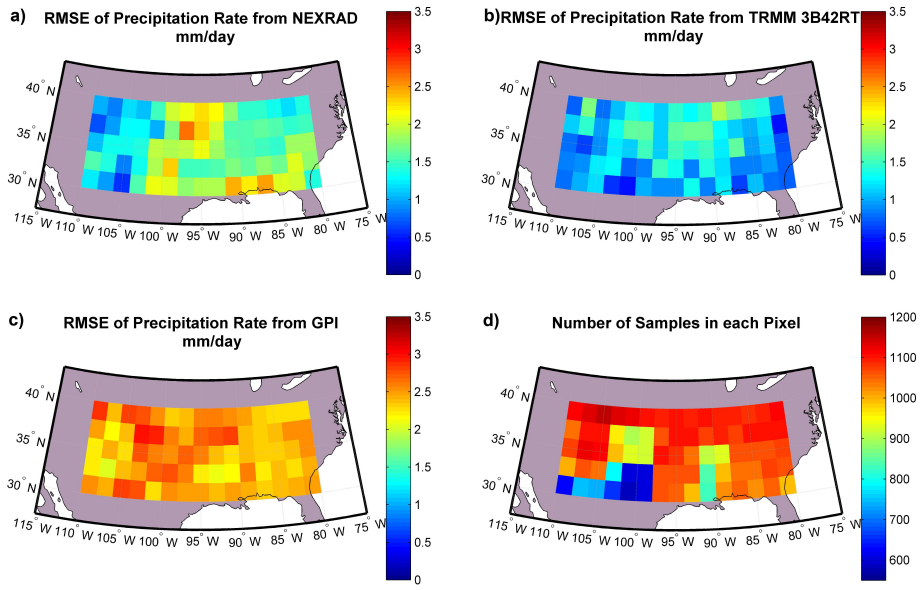 a)
RMSE of Precipitation Rate from NEXRAD
mm/day
40° N
35° N
30° N
115° W
110° W
105° W
100° W
95° W
90° W
85° W
80° W
75° W
3.5
3
2.5
2
1.5
1
0.5
0
b)
RMSE of Precipitation Rate from TRMM 3B42RT
mm/day
40° N
35° N
30° N
115° W
110° W
105° W
100° W
95° W
90° W
85° W
80° W
75° W
3.5
3
2.5
2
1.5
1
0.5
0
c)
RMSE of Precipitation Rate from GPI
mm/day
40° N
35° N
30° N
115° W
110° W
105° W
100° W
95° W
90° W
85° W
80° W
75° W
3.5
3
2.5
2
1.5
1
0.5
0
d)
Number of Samples in each Pixel
40° N
35° N
30° N
115° W
110° W
105° W
100° W
95° W
90° W
85° W
80° W
75° W
1200
1100
1000
900
800
700
600